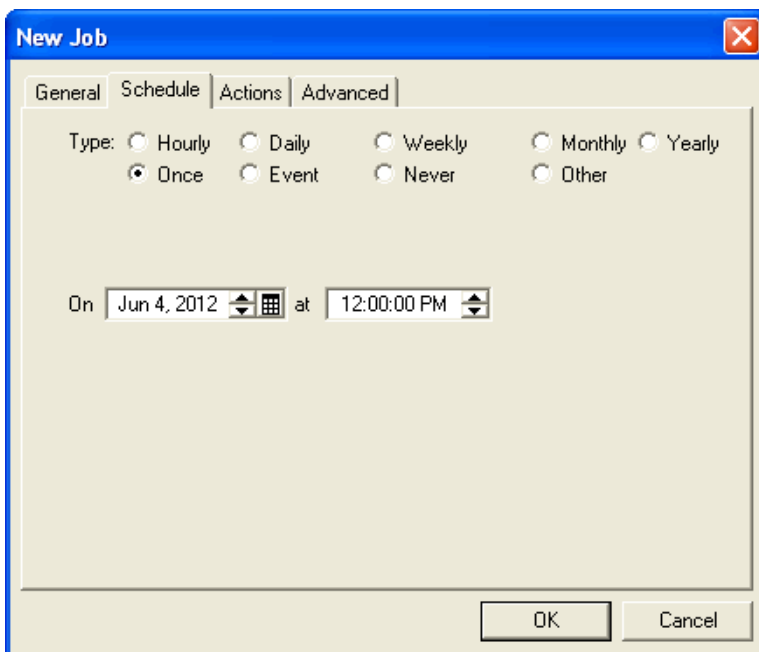 New Job
General Schedule Actions Advanced
Type: Hourly Daily Weekly Monthly Yearly
Once Event Never Other
On Jun 4, 2012 at 12:00:00 PM
OK Cancel